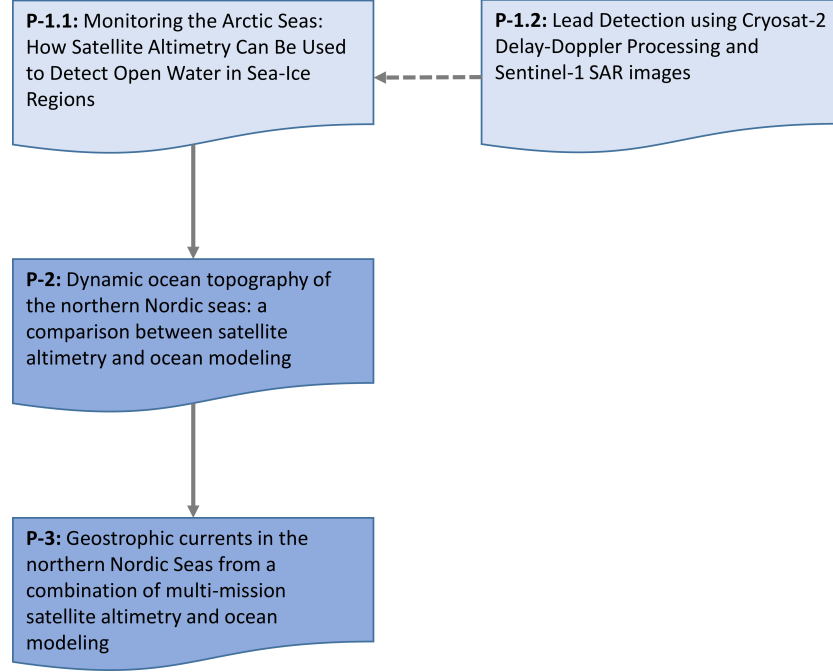 P-1.1: Monitoring the Arctic Seas:
How Satellite Altimetry Can Be Used
to Detect Open Water in Sea-Ice
Regions
P-1.2: Lead Detection using Cryosat-2
Delay-Doppler Processing and
Sentinel-1 SAR images
P-2: Dynamic ocean topography of
the northern Nordic seas: a
comparison between satellite
altimetry and ocean modeling
P-3: Geostrophic currents in the
northern Nordic Seas from a
combination of multi-mission
satellite altimetry and ocean
modeling